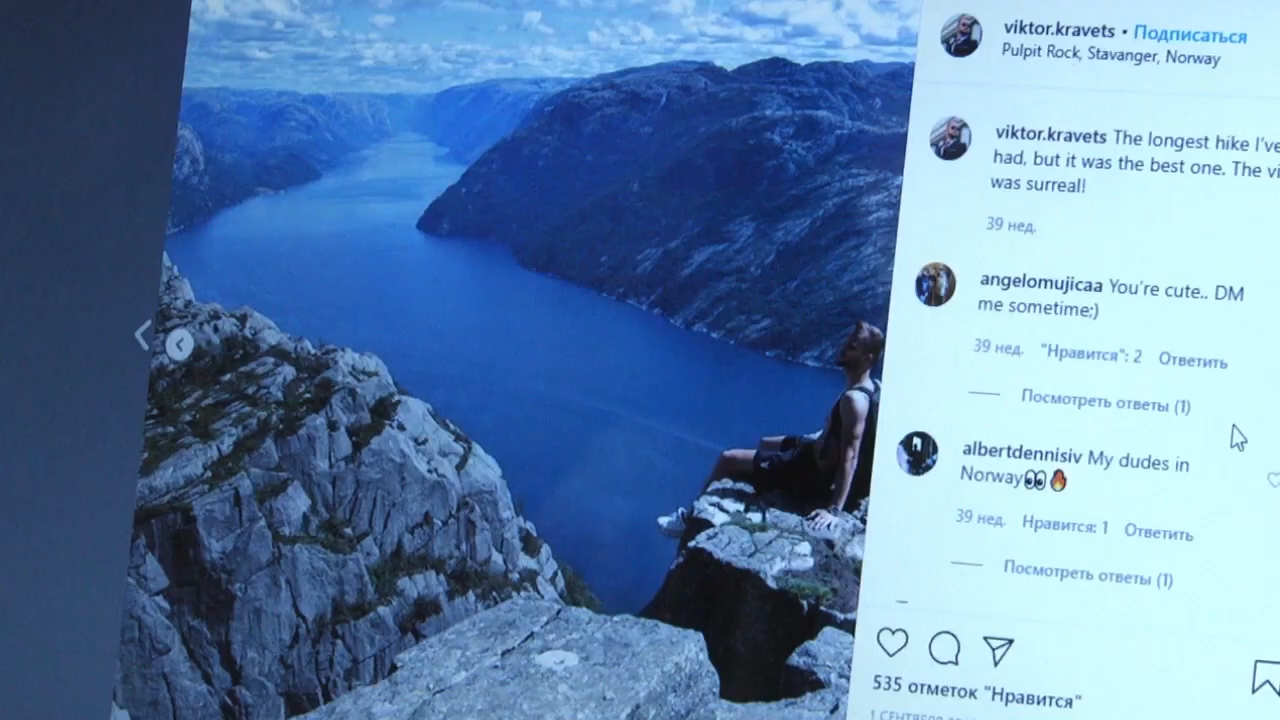 viktor.kravets • Подписаться
Pulpit Rock, Stavanger, Norway
viktor.kravets The longest hike I've
had, but it was the best one. The
was surreal!
39 нед.
angelomujicaa You're cute.. DM
me sometime;)
39 нед. "Нравится": 2 Ответить
Посмотреть ответы (1)
albertdennisiv My dudes in
Norway👀🔥
39 нед. Нравится: 1 Ответить
Посмотреть ответы (1)
535 отметок "Нравится"
1 СЕНТЯБРЯ